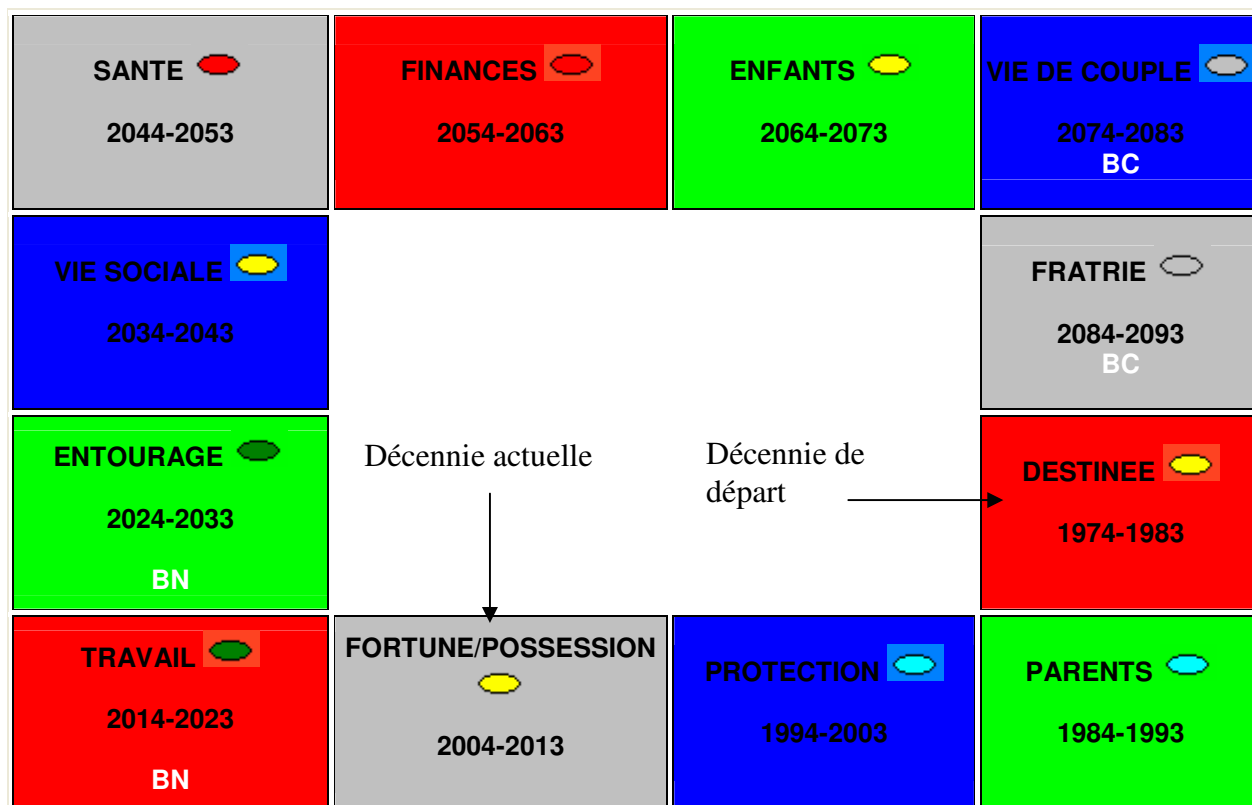 SANTE
2044-2053
FINANCES
2054-2063
ENFANTS
2064-2073
VIE DE COUPLE
2074-2083
BC
VIE SOCIALE
2034-2043
FRATRIE
2084-2093
BC
ENTOURAGE
2024-2033
BN
Décennie actuelle
Décennie de
départ
DESTINEE
1974-1983
TRAVAIL
2014-2023
BN
FORTUNE/POSSESSION
2004-2013
PROTECTION
1994-2003
PARENTS
1984-1993